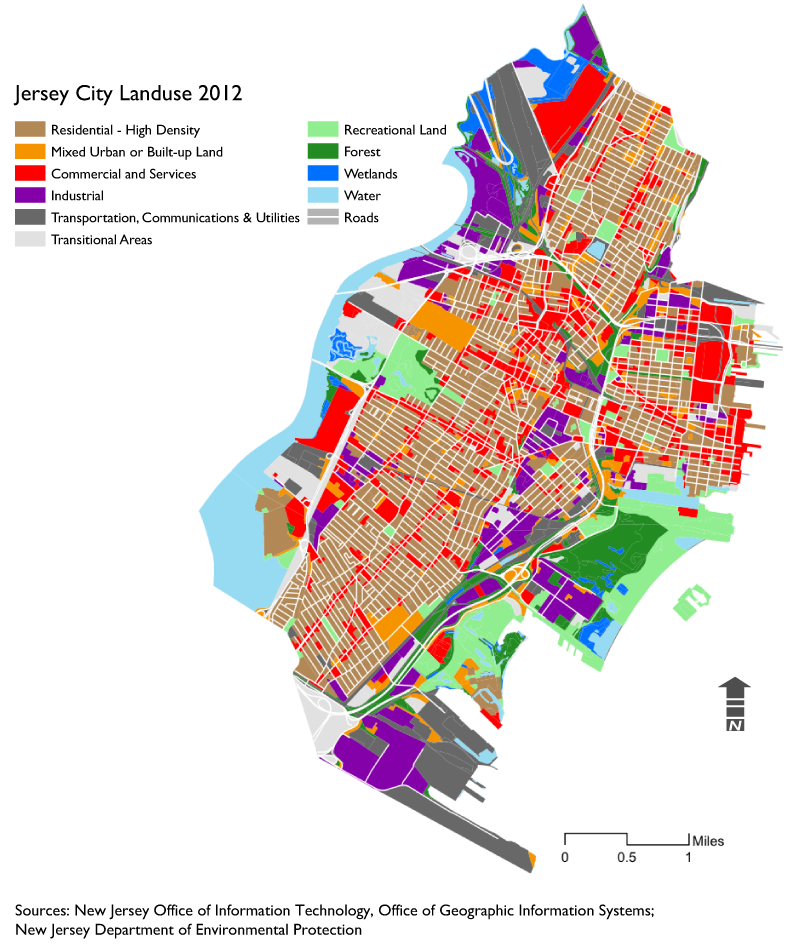 Jersey City Landuse 2012
Residential - High Density
Mixed Urban or Built-up Land
Commercial and Services
Industrial
Transportation, Communications & Utilities
Transitional Areas
Recreational Land
Forest
Wetlands
Water
Roads
N
Miles
0 0.5 1
Sources: New Jersey Office of Information Technology, Office of Geographic Information Systems;
New Jersey Department of Environmental Protection